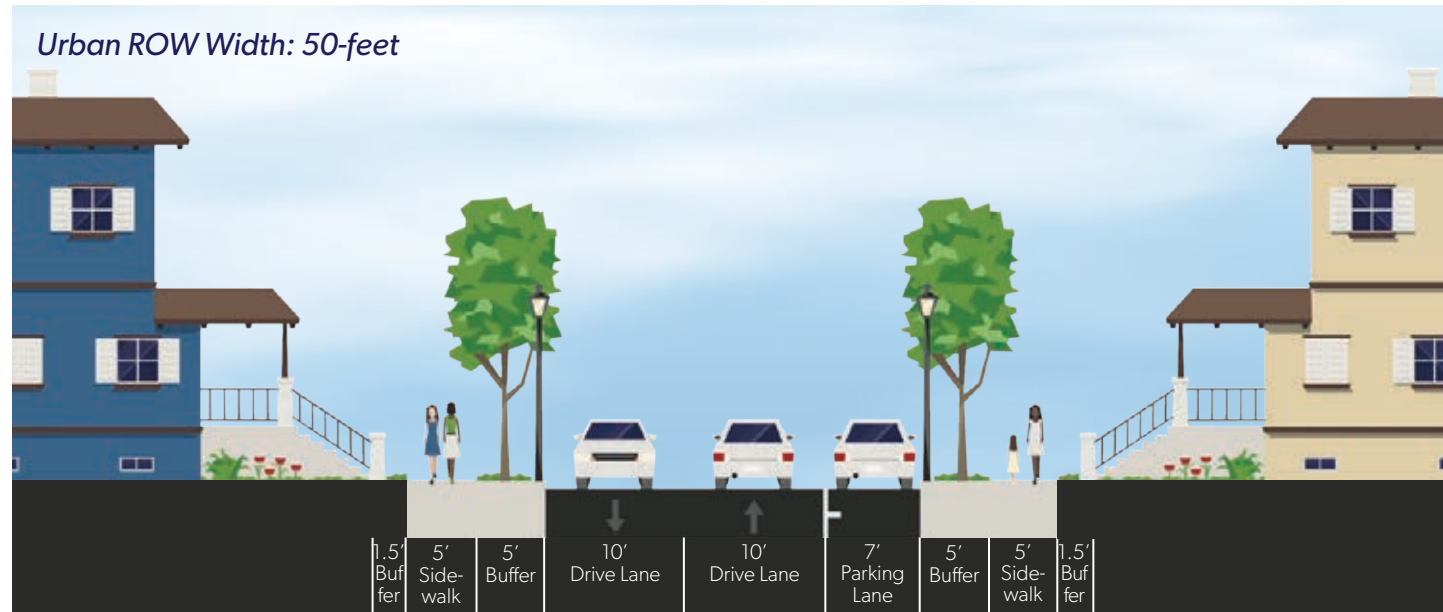 Urban ROW Width: 50-feet
1.5’
Buf
fer
5’
Side-
walk
5’
Buffer
10’
Drive Lane
10’
Drive Lane
7’
Parking
Lane
5’
Buffer
5’
Side-
walk
1.5’
Buf
fer